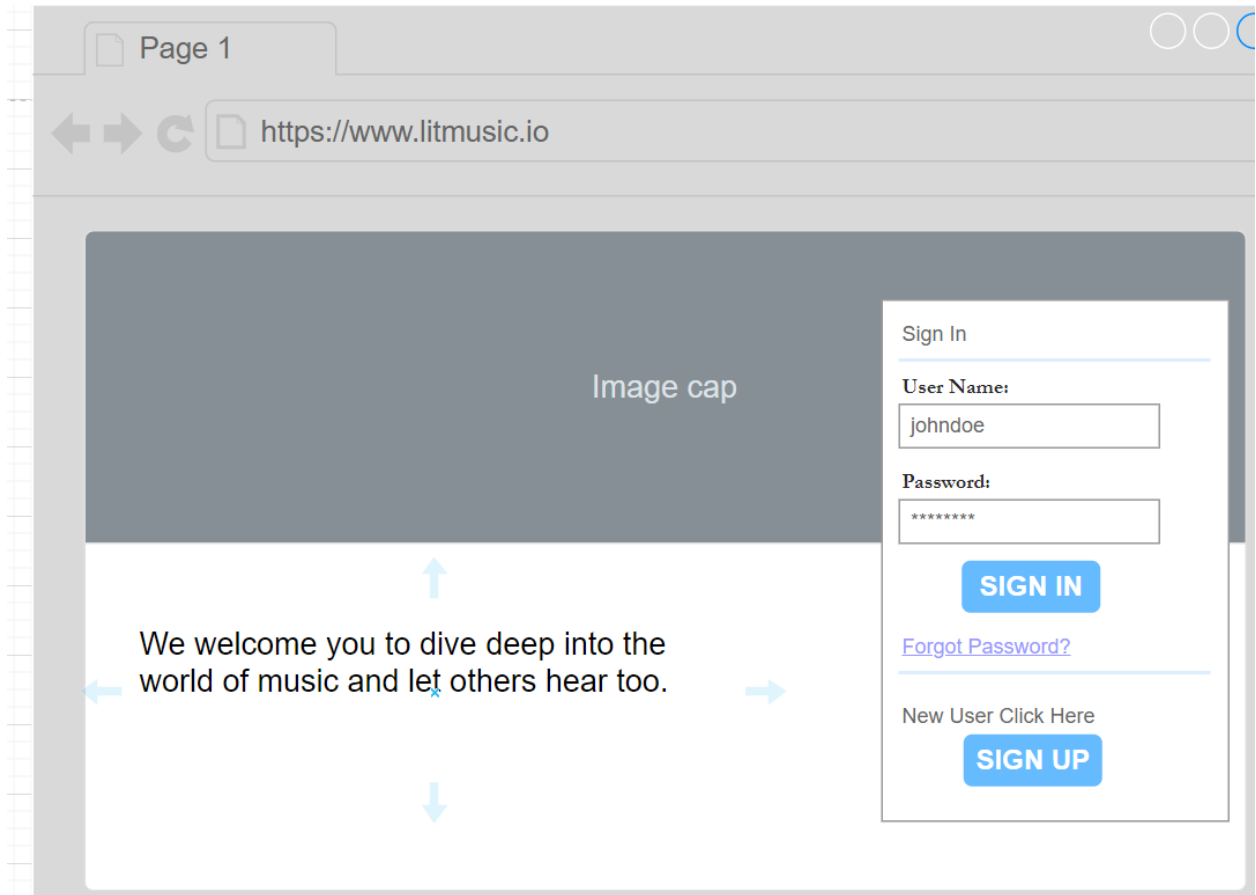 Page 1
https://www.litmusic.io
Image cap
Sign In
User Name:
johndoe
Password:
********
SIGN IN
Forgot Password?
New User Click Here
SIGN UP
We welcome you to dive deep into the
world of music and let others hear too.